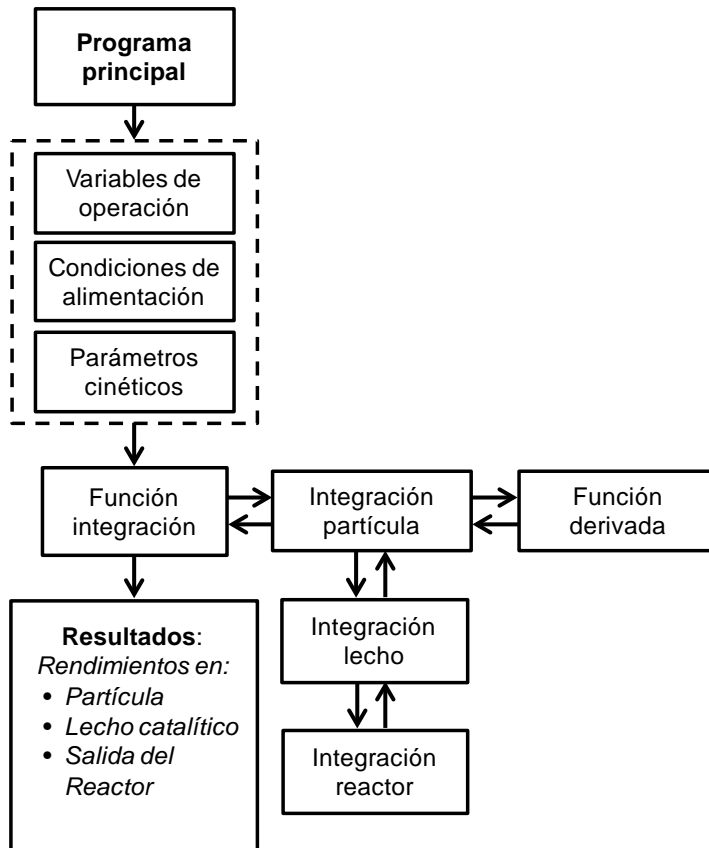 Programa
principal
Variables de
operación
Condiciones de
alimentación
Parámetros
cinéticos
Función
integración
Integración
partícula
Función
derivada
Resultados:
Rendimientos en:
• Partícula
• Lecho catalítico
• Salida del
Reactor
Integración
lecho
Integración
reactor